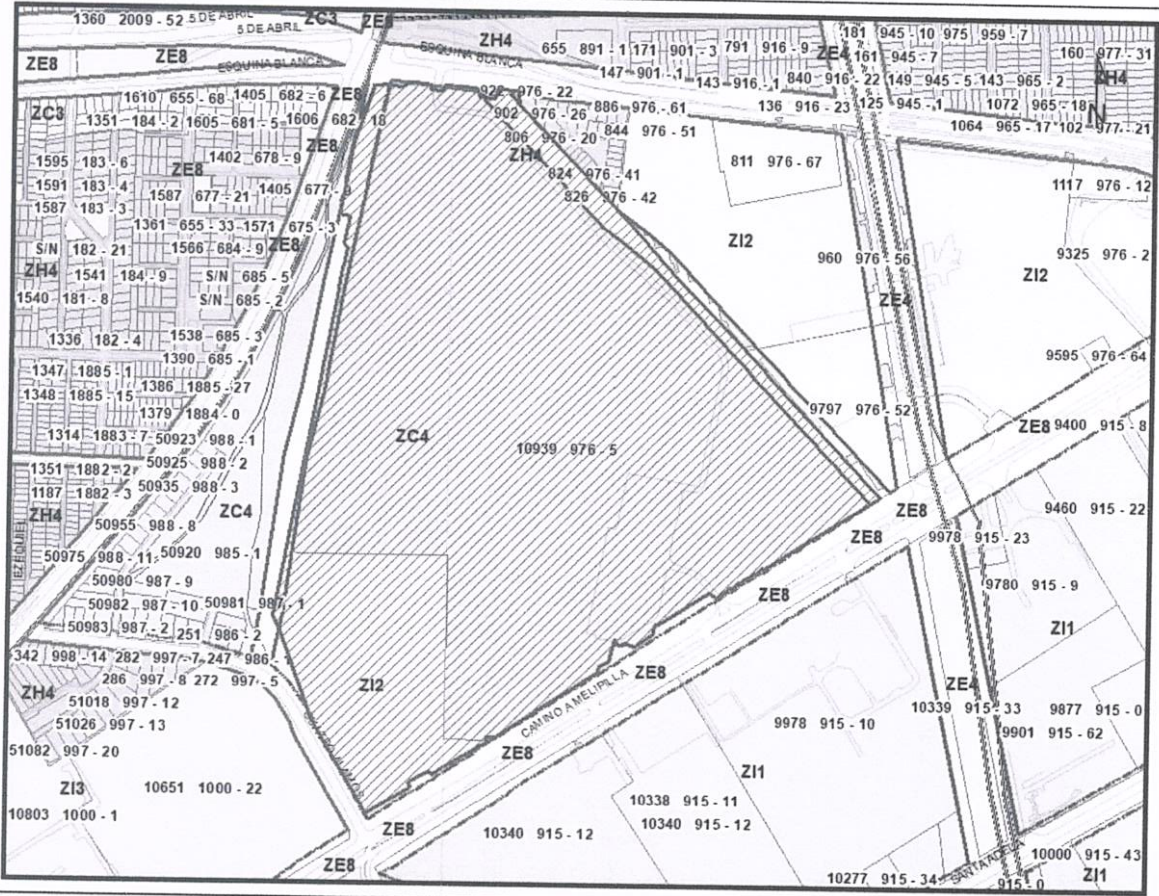 1360 2009 - 52 5 DE ABRIL ZC3 ZE8
5 DE ABRIL
ESQUINA BLANCA ZH4 655 891 - 1 171 901 - 3 791 916 - 9 ZE4 181 945 - 10 975 959 - 7
161 945 - 7 160 977 - 31
ZE8 ZE8 ESQUINA BLANCA 147 901 - 1 143 916 - 1 840 916 - 22 149 945 - 5 143 965 - 2 ZH4
1610 655 - 68 1405 682 - 6 ZE8 922 976 - 22 886 976 - 61 136 916 - 23 125 945 - 1 1072 965 - 18 N
ZC3 1351 184 - 2 1605 681 - 5 1606 682 - 18 902 976 - 26 844 976 - 51 1064 965 - 17 102 977 - 21
806 976 - 20
1595 183 - 6 1402 678 - 9 ZE8 ZH4 811 976 - 67
ZE8 824 976 - 41
1591 183 - 4 1587 677 - 21 1405 677 826 976 - 42 1117 976 - 12
1587 183 - 3
1361 655 - 33 1571 675 - 3
S/N 182 - 21 1566 684 - 9 ZE8 ZI2 960 976 - 56 9325 976 - 2
ZH4 1541 184 - 9 S/N 685 - 5 ZI2
1540 181 - 8 S/N 685 - 2 ZE4
1336 182 - 4 1538 685 - 3
1390 685 - 1 9595 976 - 64
1347 1885 - 1
1348 1885 - 15 1386 1885 - 27
1379 1884 - 0 9797 976 - 52
1314 1883 - 7 50923 988 - 1 ZC4 10939 976 - 5 ZE8 9400 915 - 8
1351 1882 - 2 50925 988 - 2
1187 1882 - 3 50935 988 - 3
ZH4 50955 988 - 8 ZC4 ZE8 9460 915 - 22
EZEQUIEL 50975 988 - 11 50920 985 - 1 ZE8 9978 915 - 23
50980 987 - 9 9780 915 - 9
50982 987 - 10 50981 987 - 1 ZE8
50983 987 - 2 251 986 - 2 ZI1
342 998 - 14 282 997 - 7 247 986 -
286 997 - 8 272 997 - 5 ZE8
ZH4 51018 997 - 12 ZI2 CAMINO A MELIPILLA ZE4
51026 997 - 13 9978 915 - 10 10339 915 - 33 9877 915 - 0
51082 997 - 20 ZE8 9901 915 - 62
ZI3 10651 1000 - 22 ZI1
10803 1000 - 1 10338 915 - 11
ZE8 10340 915 - 12 10340 915 - 12
ZE8 10277 915 - 34 10000 915 - 43
915 - 0 ZI1